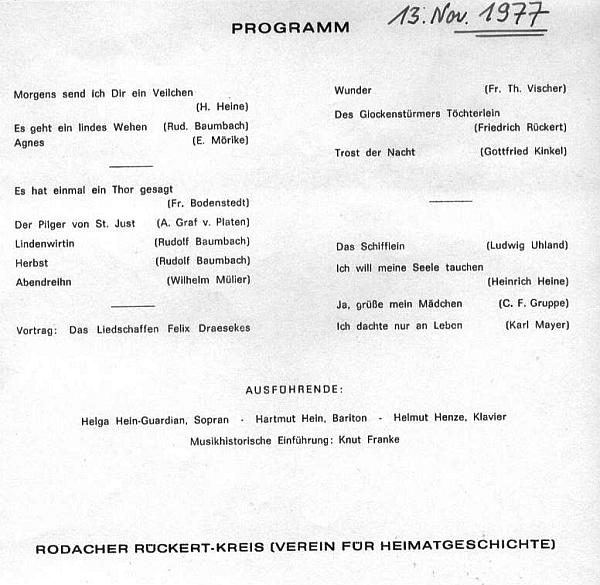 PROGRAMM
13. Nov. 1977
Morgens send ich Dir ein Veilchen
(H. Heine)
Es geht ein lindes Wehen (Rud. Baumbach)
Agnes (E. Mörike)
Es hat einmal ein Thor gesagt
(Fr. Bodenstedt)
Der Pilger von St. Just (A. Graf v. Platen)
Lindenwirtin (Rudolf Baumbach)
Herbst (Rudolf Baumbach)
Abendreihn (Wilhelm Müller)
Vortrag: Das Liedschaffen Felix Draesekes
Wunder (Fr. Th. Vischer)
Des Glockenstürmers Töchterlein
(Friedrich Rückert)
Trost der Nacht (Gottfried Kinkel)
Das Schifflein (Ludwig Uhland)
Ich will meine Seele tauchen
(Heinrich Heine)
Ja, grüße mein Mädchen (C. F. Gruppe)
Ich dachte nur an Leben (Karl Mayer)
AUSFÜHRENDE:
Helga Hein-Guardian, Sopran - Hartmut Hein, Bariton - Helmut Henze, Klavier
Musikhistorische Einführung: Knut Franke
RODACHER RÜCKERT-KREIS (VEREIN FÜR HEIMATGESCHICHTE)